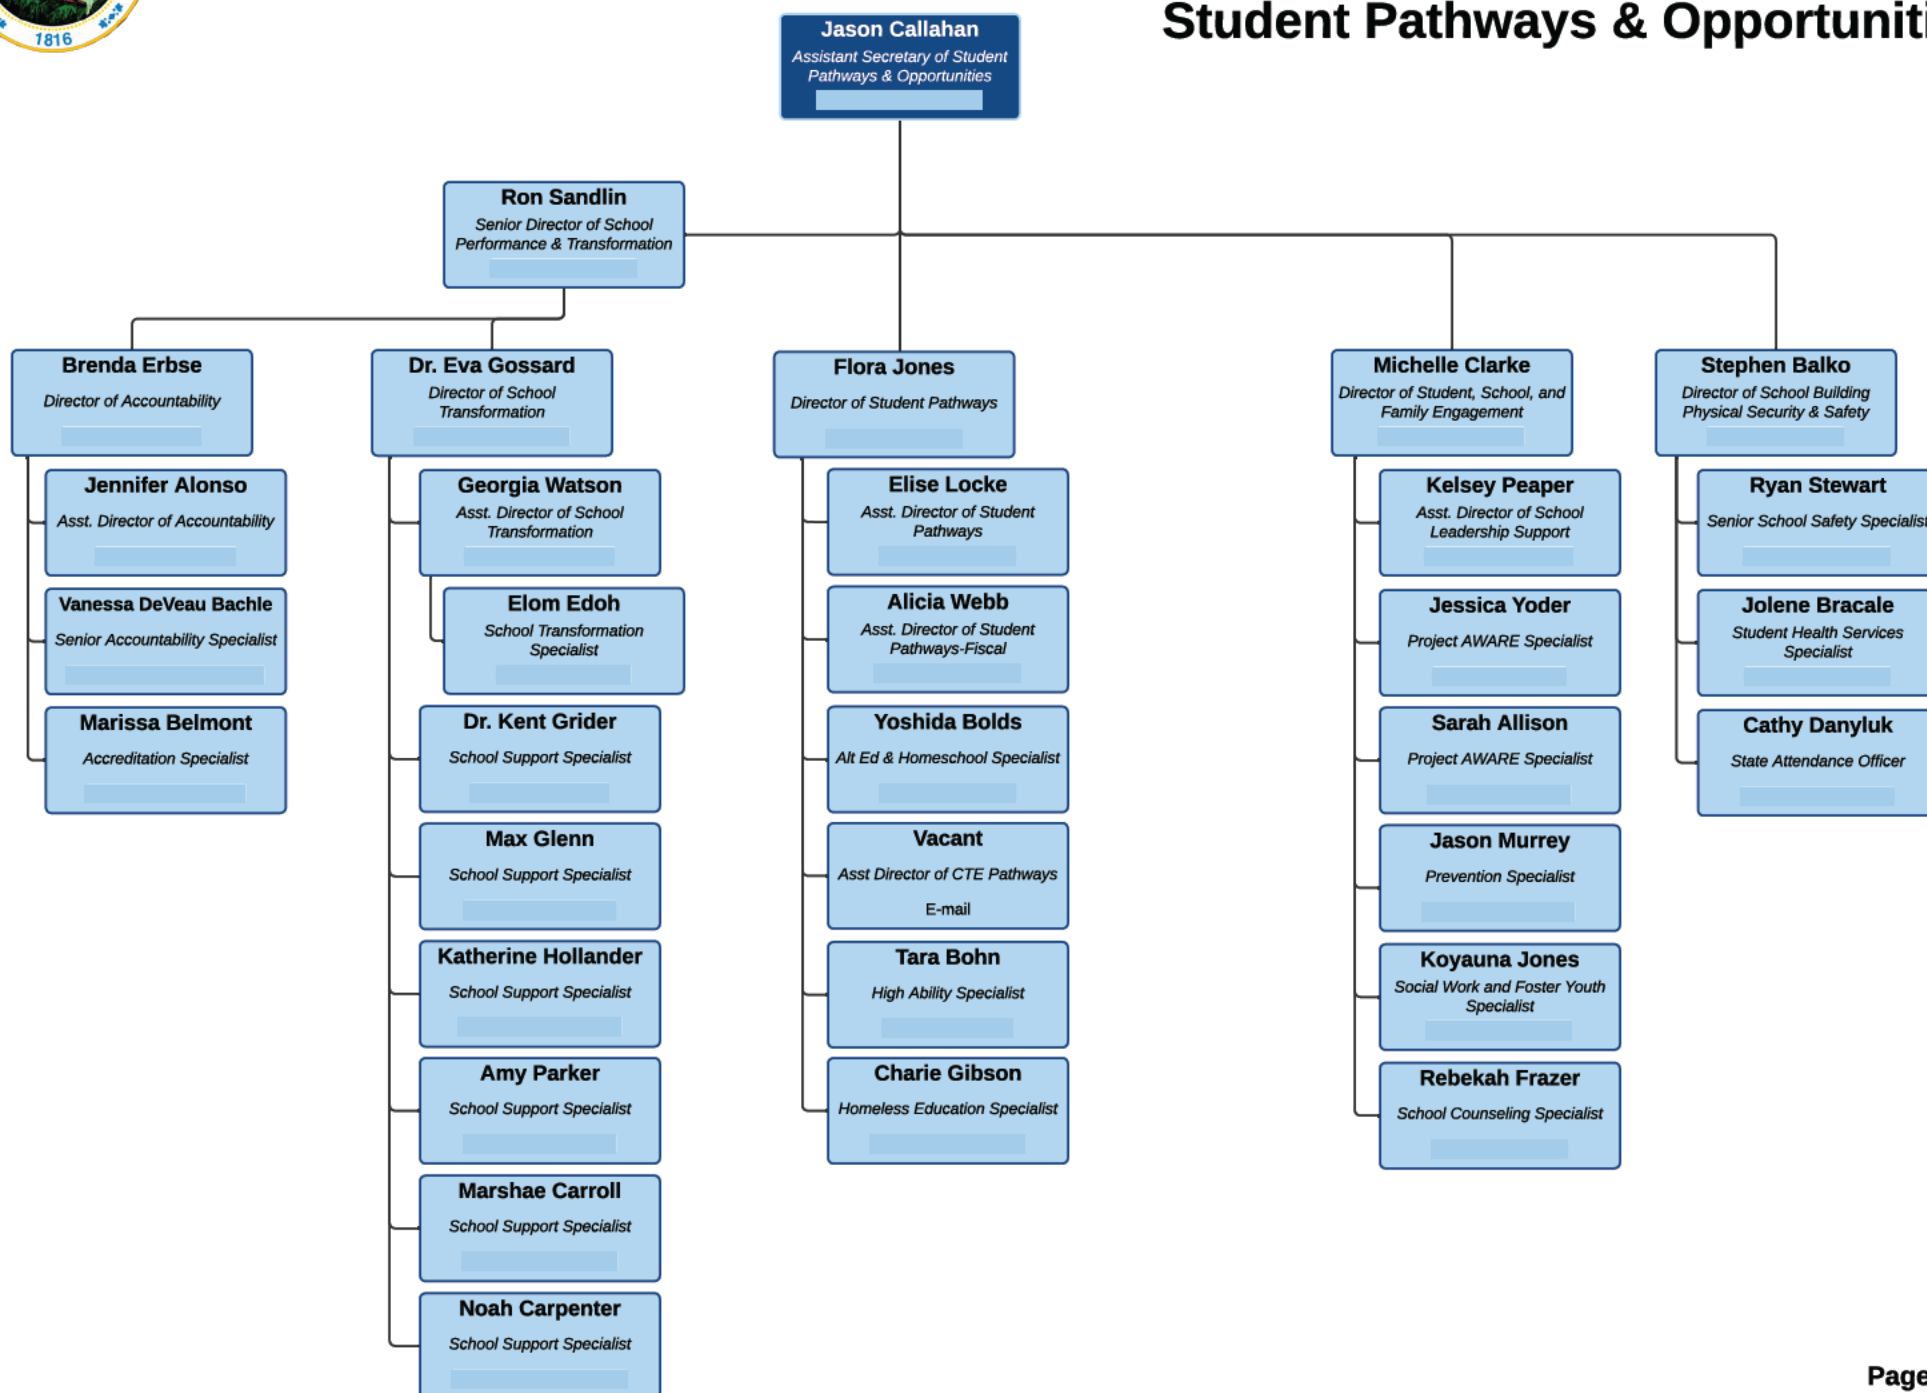 1816
Student Pathways & Opportuniti
Jason Callahan
Assistant Secretary of Student
Pathways & Opportunities
Ron Sandlin
Senior Director of School
Performance & Transformation
Brenda Erbse
Director of Accountability
Jennifer Alonso
Asst. Director of Accountability
Vanessa DeVeau Bachle
Senior Accountability Specialist
Marissa Belmont
Accreditation Specialist
Dr. Eva Gossard
Director of School
Transformation
Georgia Watson
Asst. Director of School
Transformation
Elom Edoh
School Transformation
Specialist
Dr. Kent Grider
School Support Specialist
Max Glenn
School Support Specialist
Katherine Hollander
School Support Specialist
Amy Parker
School Support Specialist
Marshae Carroll
School Support Specialist
Noah Carpenter
School Support Specialist
Flora Jones
Director of Student Pathways
Elise Locke
Asst. Director of Student
Pathways
Alicia Webb
Asst. Director of Student
Pathways-Fiscal
Yoshida Bolds
Alt Ed & Homeschool Specialist
Vacant
Asst Director of CTE Pathways
E-mail
Tara Bohn
High Ability Specialist
Charie Gibson
Homeless Education Specialist
Michelle Clarke
Director of Student, School, and
Family Engagement
Kelsey Peaper
Asst. Director of School
Leadership Support
Jessica Yoder
Project AWARE Specialist
Sarah Allison
Project AWARE Specialist
Jason Murrey
Prevention Specialist
Koyauna Jones
Social Work and Foster Youth
Specialist
Rebekah Frazer
School Counseling Specialist
Stephen Balko
Director of School Building
Physical Security & Safety
Ryan Stewart
Senior School Safety Specialist
Jolene Bracale
Student Health Services
Specialist
Cathy Danyluk
State Attendance Officer
Page